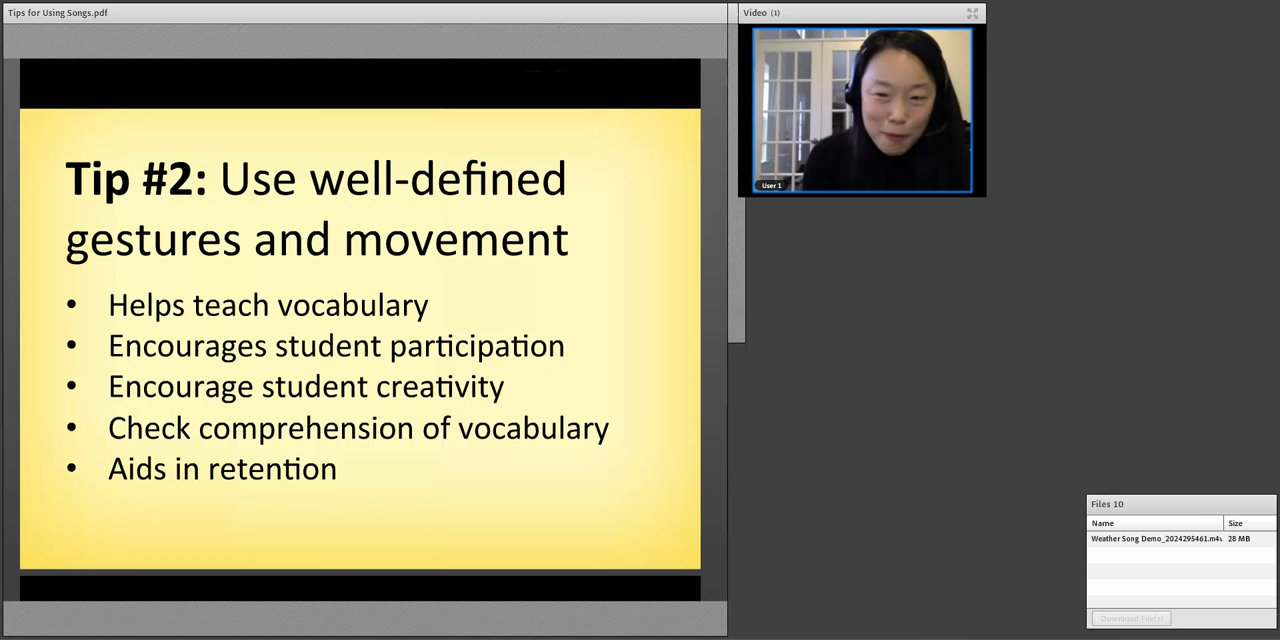 Tips for Using Songs.pdf
Video (1)
User 1
Tip #2: Use well-defined
gestures and movement
• Helps teach vocabulary
• Encourages student participation
• Encourage student creativity
• Check comprehension of vocabulary
• Aids in retention
Files 10
Name Size
Weather Song Demo_2024295461.m4v 28 MB
Download File(s)